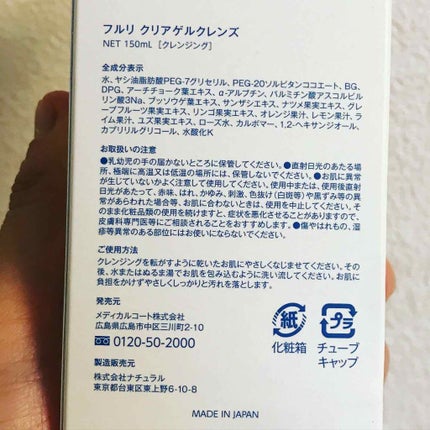 フルリ クリアゲルクレンズ
NET 150mL [クレンジング]
全成分表示
水、ヤシ油脂肪酸PEG-7グリセリル、PEG-20ソルビタンココエート、BG、
DPG、アーチチョーク葉エキス、α-アルブチン、パルミチン酸アスコルビル
リン酸3Na、ブッソウゲ葉エキス、サンザシエキス、ナツメ果実エキス、グレ
ープフルーツ果実エキス、リンゴ果実エキス、オレンジ果汁、レモン果汁、ラ
イム果汁、ユズ果実エキス、ローズ水、カルボマー、1,2-ヘキサンジオール、
カプリリルグリコール、水酸化K
お取扱いの注意
●乳幼児の手の届かないところに保管してください。●直射日光のあたる場
所、極端に高温又は低温の場所には、保管しないでください。●お肌に異常
が生じていないかよく注意して使用してください。使用中または、使用後直射
日光があたって、赤味、はれ、かゆみ、刺激、色抜け(白斑等)や黒ずみ等の異
常があらわれた場合等、お肌に合わないときは、使用を中止してください。そ
のまま化粧品類の使用を続けますと、症状を悪化させることがありますので、
皮膚科専門医等にご相談されることをおすすめします。●傷やはれもの、湿
疹等異常のある部位にはお使いにならないでください。
ご使用方法
クレンジングを転がすように乾いたお肌にやさしくなじませてください。その
後、水またはぬるま湯でお肌を包み込むように洗い流してください。お肌に
負担をかけずやさしくしっかりと汚れを落とします。
発売元
メディカルコート株式会社
広島県広島市中区三川町2-10
0120-50-2000
製造販売元
株式会社ナチュラル
東京都台東区東上野6-10-8
紙
化粧箱
プラ
チューブ
キャップ
MADE IN JAPAN